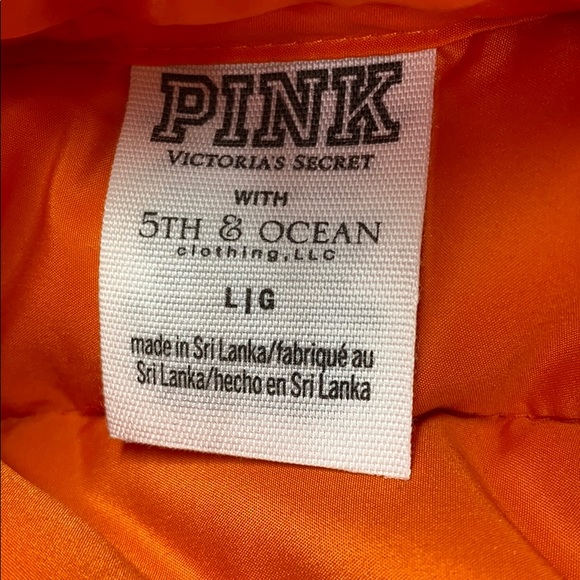 PINK
VICTORIA'S SECRET
WITH
5TH & OCEAN
clothing, LLC
L|G
made in Sri Lanka/fabriqué au
Sri Lanka/hecho en Sri Lanka